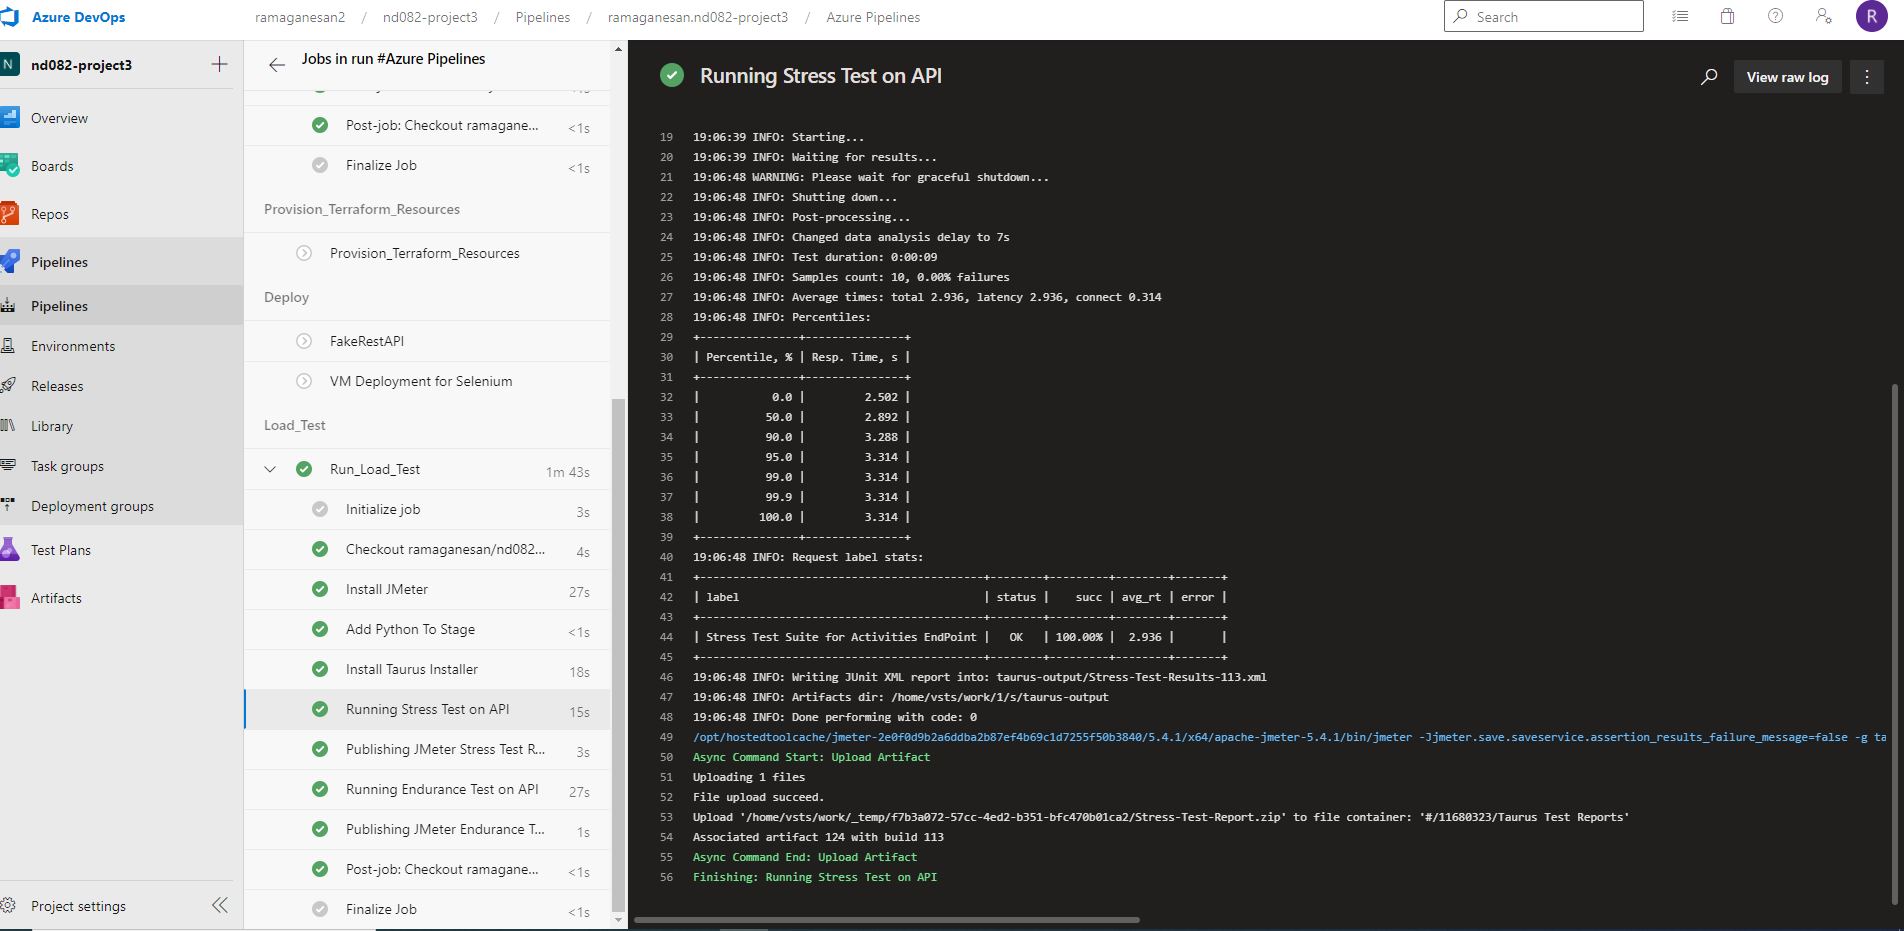 Azure DevOps
ramaganesan2 / nd082-project3 / Pipelines / ramaganesan.nd082-project3 / Azure Pipelines
Search
R
N nd082-project3
Overview
Boards
Repos
Pipelines
Pipelines
Environments
Releases
Library
Task groups
Deployment groups
Test Plans
Artifacts
Project settings
Jobs in run #Azure Pipelines
Post-job: Checkout ramagane... <1s
Finalize Job <1s
Provision_Terraform_Resources
Provision_Terraform_Resources
Deploy
FakeRestAPI
VM Deployment for Selenium
Load_Test
Run_Load_Test 1m 43s
Initialize job 3s
Checkout ramaganesan/nd082... 4s
Install JMeter 27s
Add Python To Stage <1s
Install Taurus Installer 18s
Running Stress Test on API 15s
Publishing JMeter Stress Test R... 3s
Running Endurance Test on API 27s
Publishing JMeter Endurance T... 1s
Post-job: Checkout ramagane... <1s
Finalize Job <1s
Running Stress Test on API
View raw log
19 19:06:39 INFO: Starting...
20 19:06:39 INFO: Waiting for results...
21 19:06:48 WARNING: Please wait for graceful shutdown...
22 19:06:48 INFO: Shutting down...
23 19:06:48 INFO: Post-processing...
24 19:06:48 INFO: Changed data analysis delay to 7s
25 19:06:48 INFO: Test duration: 0:00:09
26 19:06:48 INFO: Samples count: 10, 0.00% failures
27 19:06:48 INFO: Average times: total 2.936, latency 2.936, connect 0.314
28 19:06:48 INFO: Percentiles:
29 +---------------+---------------+
30 | Percentile, % | Resp. Time, s |
31 +---------------+---------------+
32 |           0.0 |         2.502 |
33 |          50.0 |         2.892 |
34 |          90.0 |         3.288 |
35 |          95.0 |         3.314 |
36 |          99.0 |         3.314 |
37 |          99.9 |         3.314 |
38 |         100.0 |         3.314 |
39 +---------------+---------------+
40 19:06:48 INFO: Request label stats:
41 +-------------------------------------------+--------+---------+--------+-------+
42 | label                                     | status |    succ | avg_rt | error |
43 +-------------------------------------------+--------+---------+--------+-------+
44 | Stress Test Suite for Activities EndPoint |   OK   | 100.00% |  2.936 |       |
45 +-------------------------------------------+--------+---------+--------+-------+
46 19:06:48 INFO: Writing JUnit XML report into: taurus-output/Stress-Test-Results-113.xml
47 19:06:48 INFO: Artifacts dir: /home/vsts/work/1/s/taurus-output
48 19:06:48 INFO: Done performing with code: 0
49 /opt/hostedtoolcache/jmeter-2e0f0d9b2a6ddba2b87ef4b69c1d7255f50b3840/5.4.1/x64/apache-jmeter-5.4.1/bin/jmeter -Jjmeter.save.saveservice.assertion_results_failure_message=false -g ta
50 Async Command Start: Upload Artifact
51 Uploading 1 files
52 File upload succeed.
53 Upload '/home/vsts/work/_temp/f7b3a072-57cc-4ed2-b351-bfc470b01ca2/Stress-Test-Report.zip' to file container: '#/11680323/Taurus Test Reports'
54 Associated artifact 124 with build 113
55 Async Command End: Upload Artifact
56 Finishing: Running Stress Test on API